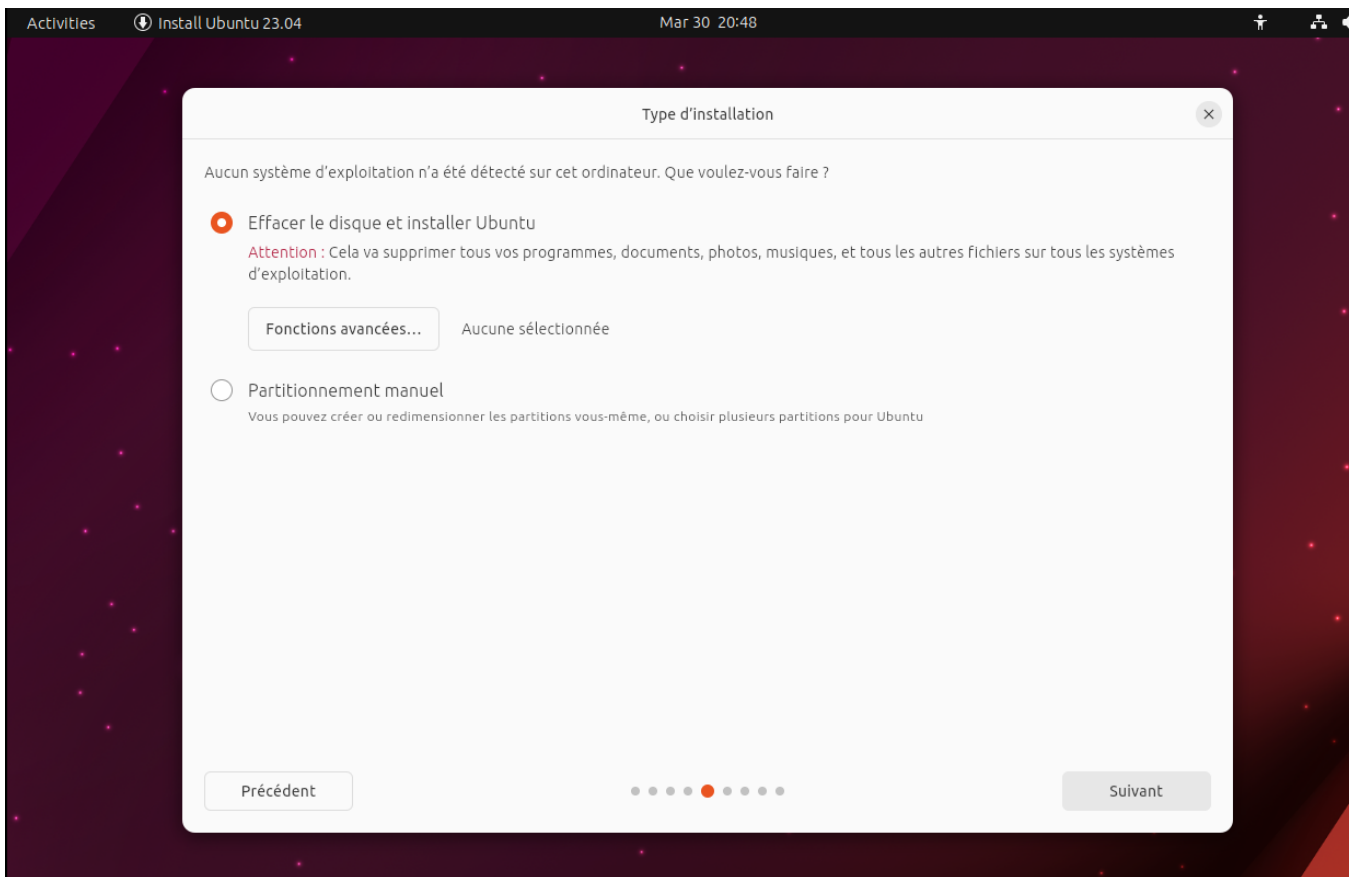 Activities Install Ubuntu 23.04 Mar 30 20:48
Type d’installation
Aucun système d’exploitation n’a été détecté sur cet ordinateur. Que voulez-vous faire ?
Effacer le disque et installer Ubuntu
Attention : Cela va supprimer tous vos programmes, documents, photos, musiques, et tous les autres fichiers sur tous les systèmes
d’exploitation.
Fonctions avancées... Aucune sélectionnée
Partitionnement manuel
Vous pouvez créer ou redimensionner les partitions vous-même, ou choisir plusieurs partitions pour Ubuntu
Précédent Suivant